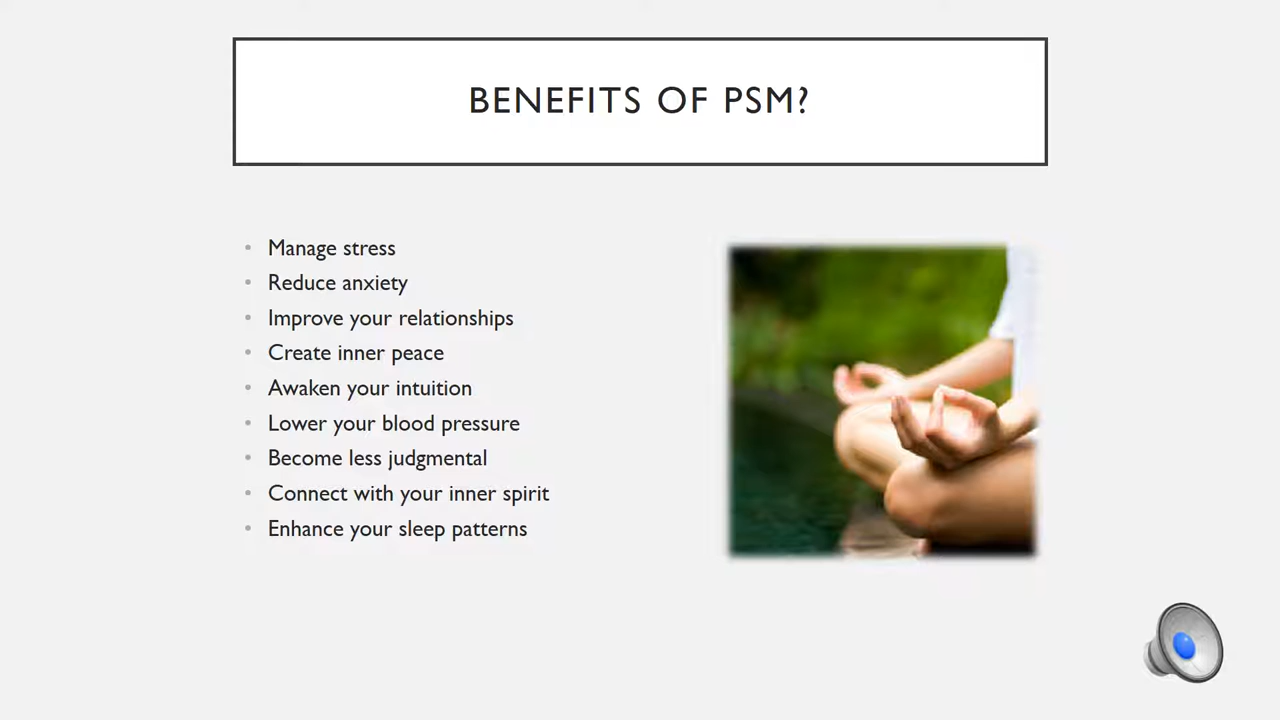 BENEFITS OF PSM?
• Manage stress
• Reduce anxiety
• Improve your relationships
• Create inner peace
• Awaken your intuition
• Lower your blood pressure
• Become less judgmental
• Connect with your inner spirit
• Enhance your sleep patterns